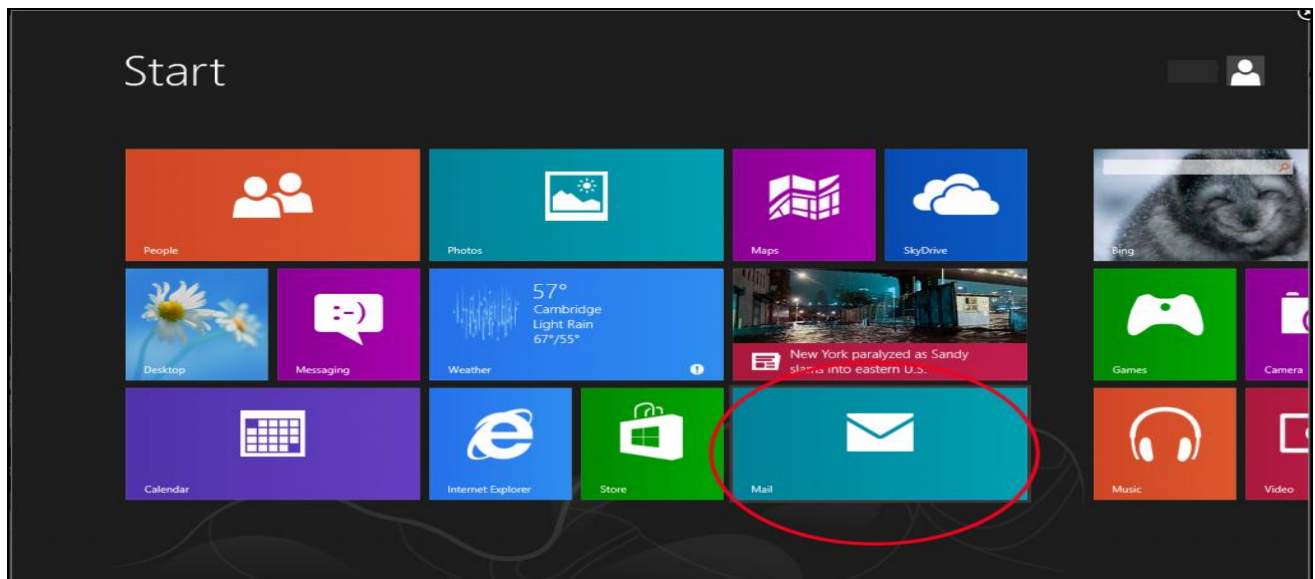 Start
People
Photos
Maps
SkyDrive
Bing
Desktop
:-)
Messaging
57°
Cambridge
Light Rain
67°/55°
Weather
New York paralyzed as Sandy
slams into eastern U.S.
Games
Camera
Calendar
Internet Explorer
Store
Mail
Music
Video